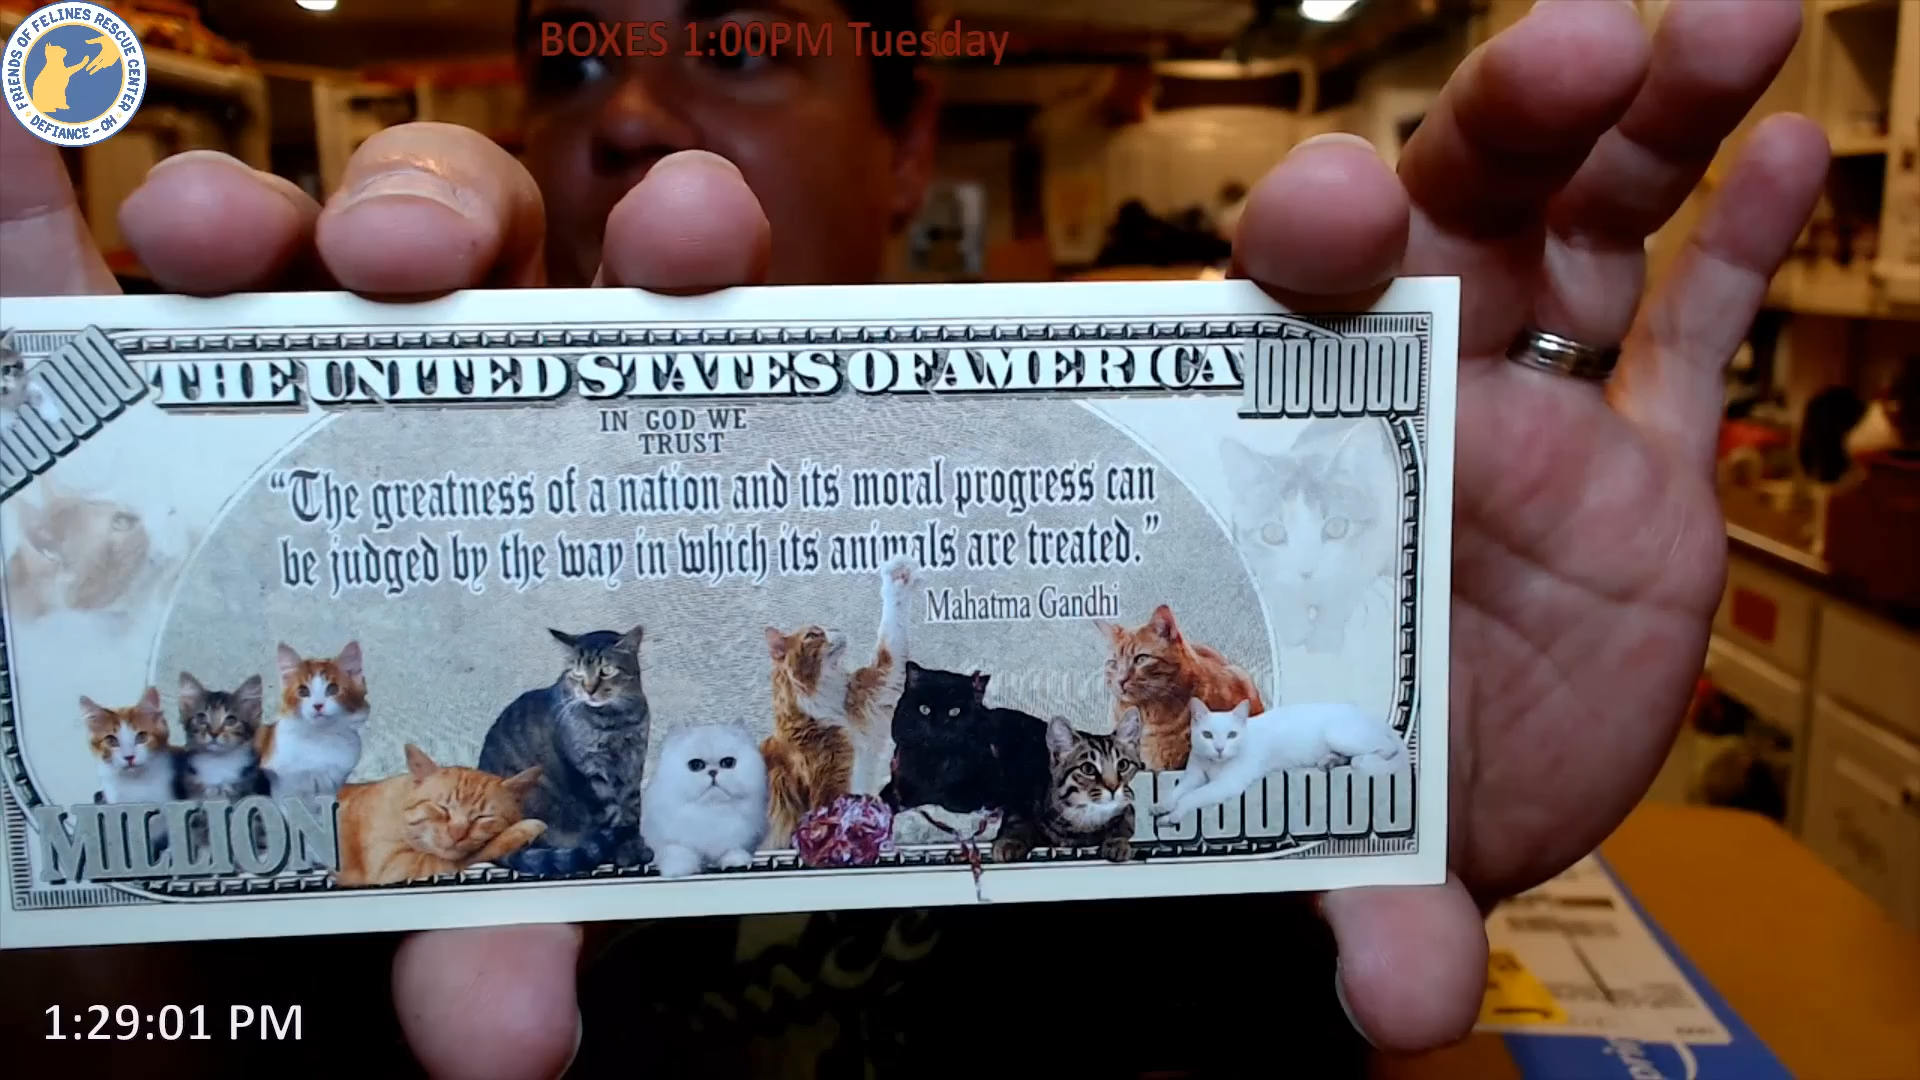 FRIENDS OF FELINES RESCUE CENTER
DEFIANCE - OH
BOXES 1:00PM Tuesday
THE UNITED STATES OF AMERICA
1000000
IN GOD WE
TRUST
“The greatness of a nation and its moral progress can
be judged by the way in which its animals are treated.”
Mahatma Gandhi
MILLION
1000000
1:29:01 PM